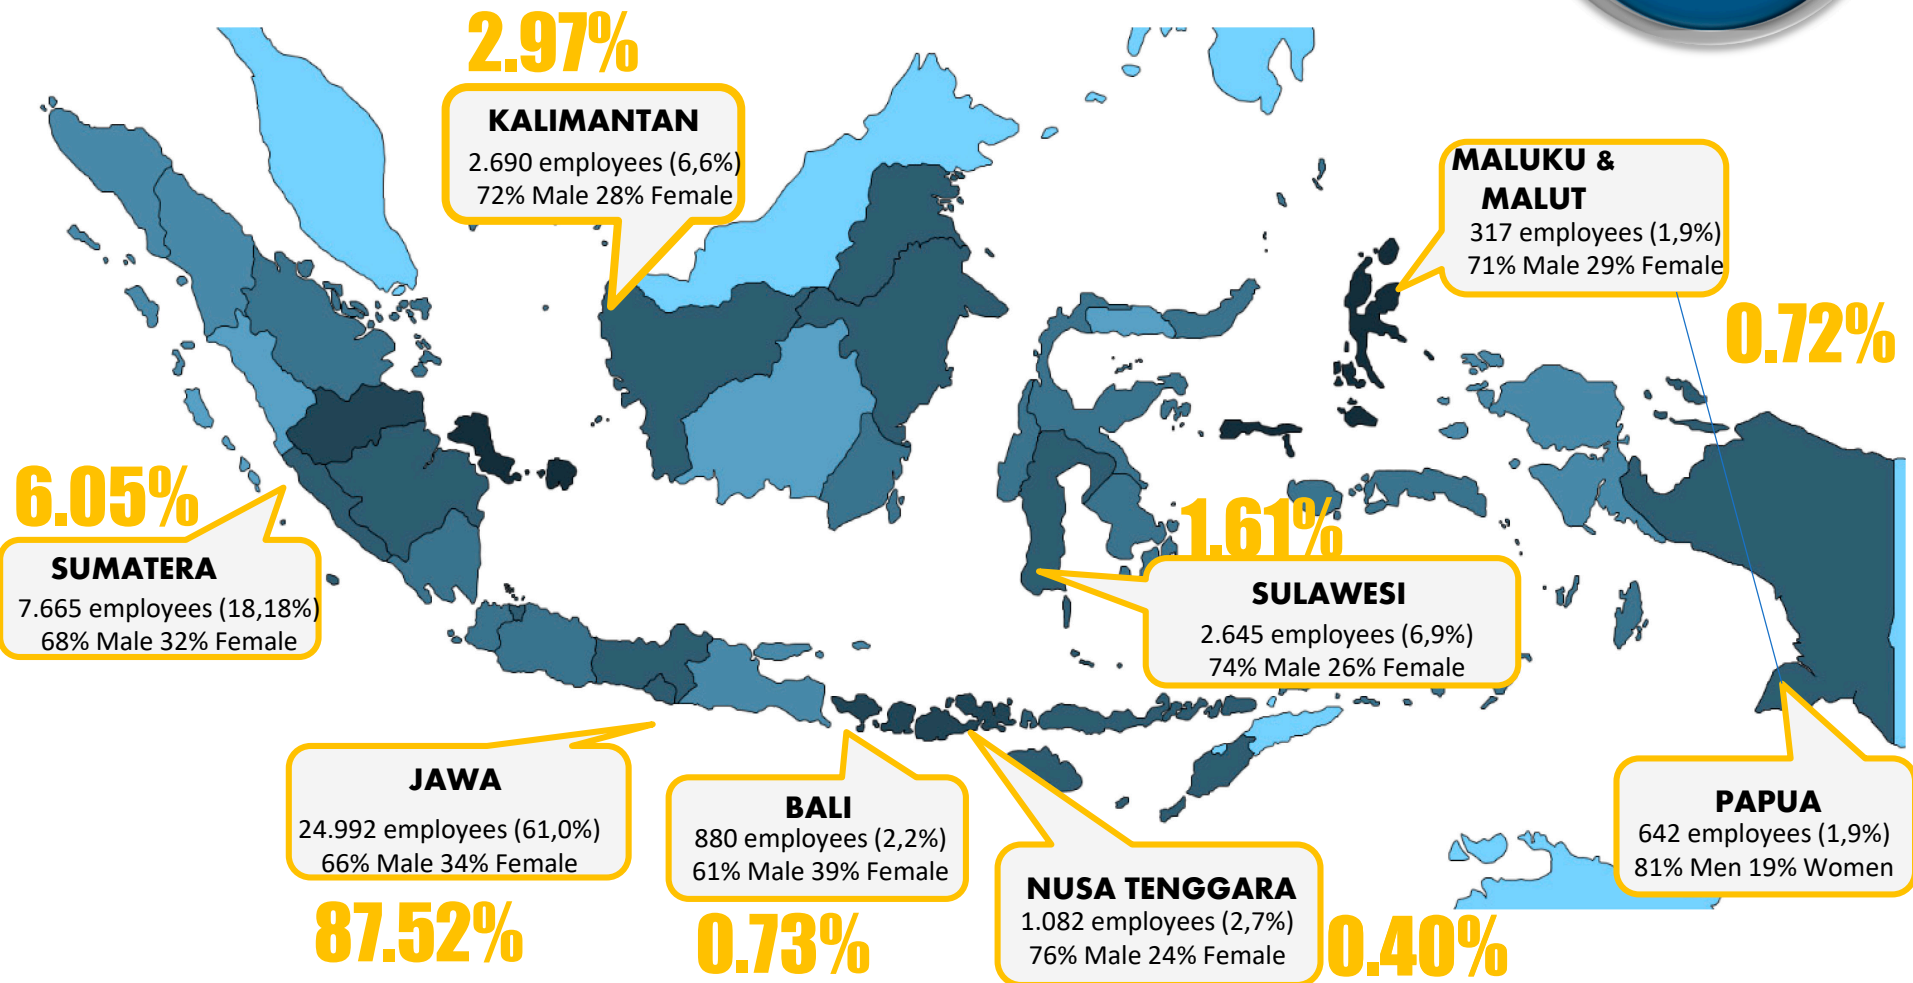 2.97%
KALIMANTAN
2.690 employees (6,6%)
72% Male 28% Female
MALUKU &
MALUT
317 employees (1,9%)
71% Male 29% Female
0.72%
6.05%
SUMATERA
7.665 employees (18,18%)
68% Male 32% Female
1.61%
SULAWESI
2.645 employees (6,9%)
74% Male 26% Female
JAWA
24.992 employees (61,0%)
66% Male 34% Female
87.52%
BALI
880 employees (2,2%)
61% Male 39% Female
0.73%
NUSA TENGGARA
1.082 employees (2,7%)
76% Male 24% Female
0.40%
PAPUA
642 employees (1,9%)
81% Men 19% Women